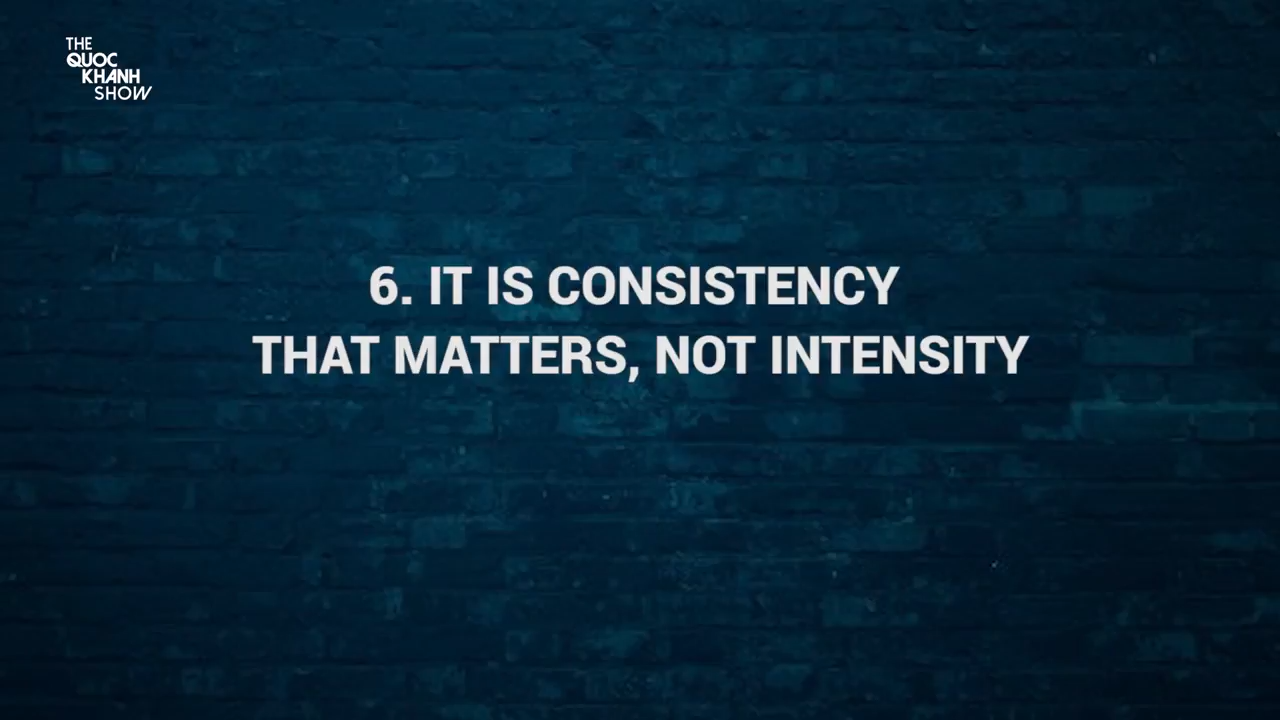 THE
QUOC
KHANH
SHOW
6. IT IS CONSISTENCY
THAT MATTERS, NOT INTENSITY